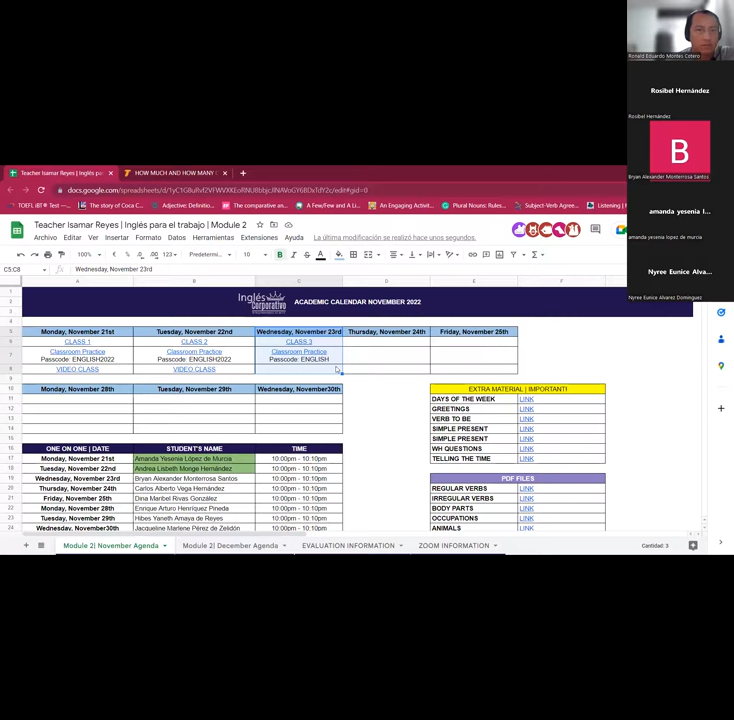 Ronald Eduardo Montes Cotero
Rosibel Hernández
Rosibel Hernández
B
Bryan Alexander Monterrosa Santos
amanda yesenia l...
amanda yesenia lopez de murcia
Nyree Eunice Alva...
Nyree Eunice Alvarez Dominguez
Teacher Isamar Reyes | Inglés pa
HOW MUCH AND HOW MANY
TOEFL iBT® Test
The story of Coca C...
Adjective: Definitio...
The comparative an...
A Few/Few and A Li...
An Engaging Activit...
Plural Nouns: Rules...
Subject-Verb Agree...
Listening
Teacher Isamar Reyes | Inglés para el trabajo | Module 2
Archivo Editar Ver Insertar Formato Datos Herramientas Extensiones Ayuda
La última modificación se realizó hace unos segundos.
100% € % .0 .00 123 Predetermi... 10 B I S A
C5:C8 Wednesday, November 23rd
A B C D E F
Inglés Corporativo ACADEMIC CALENDAR NOVEMBER 2022
Monday, November 21st Tuesday, November 22nd Wednesday, November 23rd Thursday, November 24th Friday, November 25th
CLASS 1 CLASS 2 CLASS 3
Classroom Practice Classroom Practice Classroom Practice
Passcode: ENGLISH2022 Passcode: ENGLISH2022 Passcode: ENGLISH
VIDEO CLASS VIDEO CLASS
Monday, November 28th Tuesday, November 29th Wednesday, November30th EXTRA MATERIAL | IMPORTANT!
DAYS OF THE WEEK LINK
GREETINGS LINK
VERB TO BE LINK
SIMPLE PRESENT LINK
SIMPLE PRESENT LINK
ONE ON ONE | DATE STUDENT'S NAME TIME WH QUESTIONS LINK
Monday, November 21st Amanda Yesenia López de Murcia 10:00pm - 10:10pm TELLING THE TIME LINK
Tuesday, November 22nd Andrea Lisbeth Monge Hernández 10:00pm - 10:10pm
Wednesday, November 23rd Bryan Alexander Monterrosa Santos 10:00pm - 10:10pm PDF FILES
Thursday, November 24th Carlos Alberto Vega Hernández 10:00pm - 10:10pm REGULAR VERBS LINK
Friday, November 25th Dina Maribel Rivas González 10:00pm - 10:10pm IRREGULAR VERBS LINK
Monday, November 28th Enrique Arturo Henríquez Pineda 10:00pm - 10:10pm BODY PARTS LINK
Tuesday, November 29th Hibes Yaneth Amaya de Reyes 10:00pm - 10:10pm OCCUPATIONS LINK
Wednesday, November30th Jacqueline Marlene Pérez de Zelidón 10:00pm - 10:10pm ANIMALS LINK
Module 2| November Agenda Module 2| December Agenda EVALUATION INFORMATION ZOOM INFORMATION Cantidad: 3